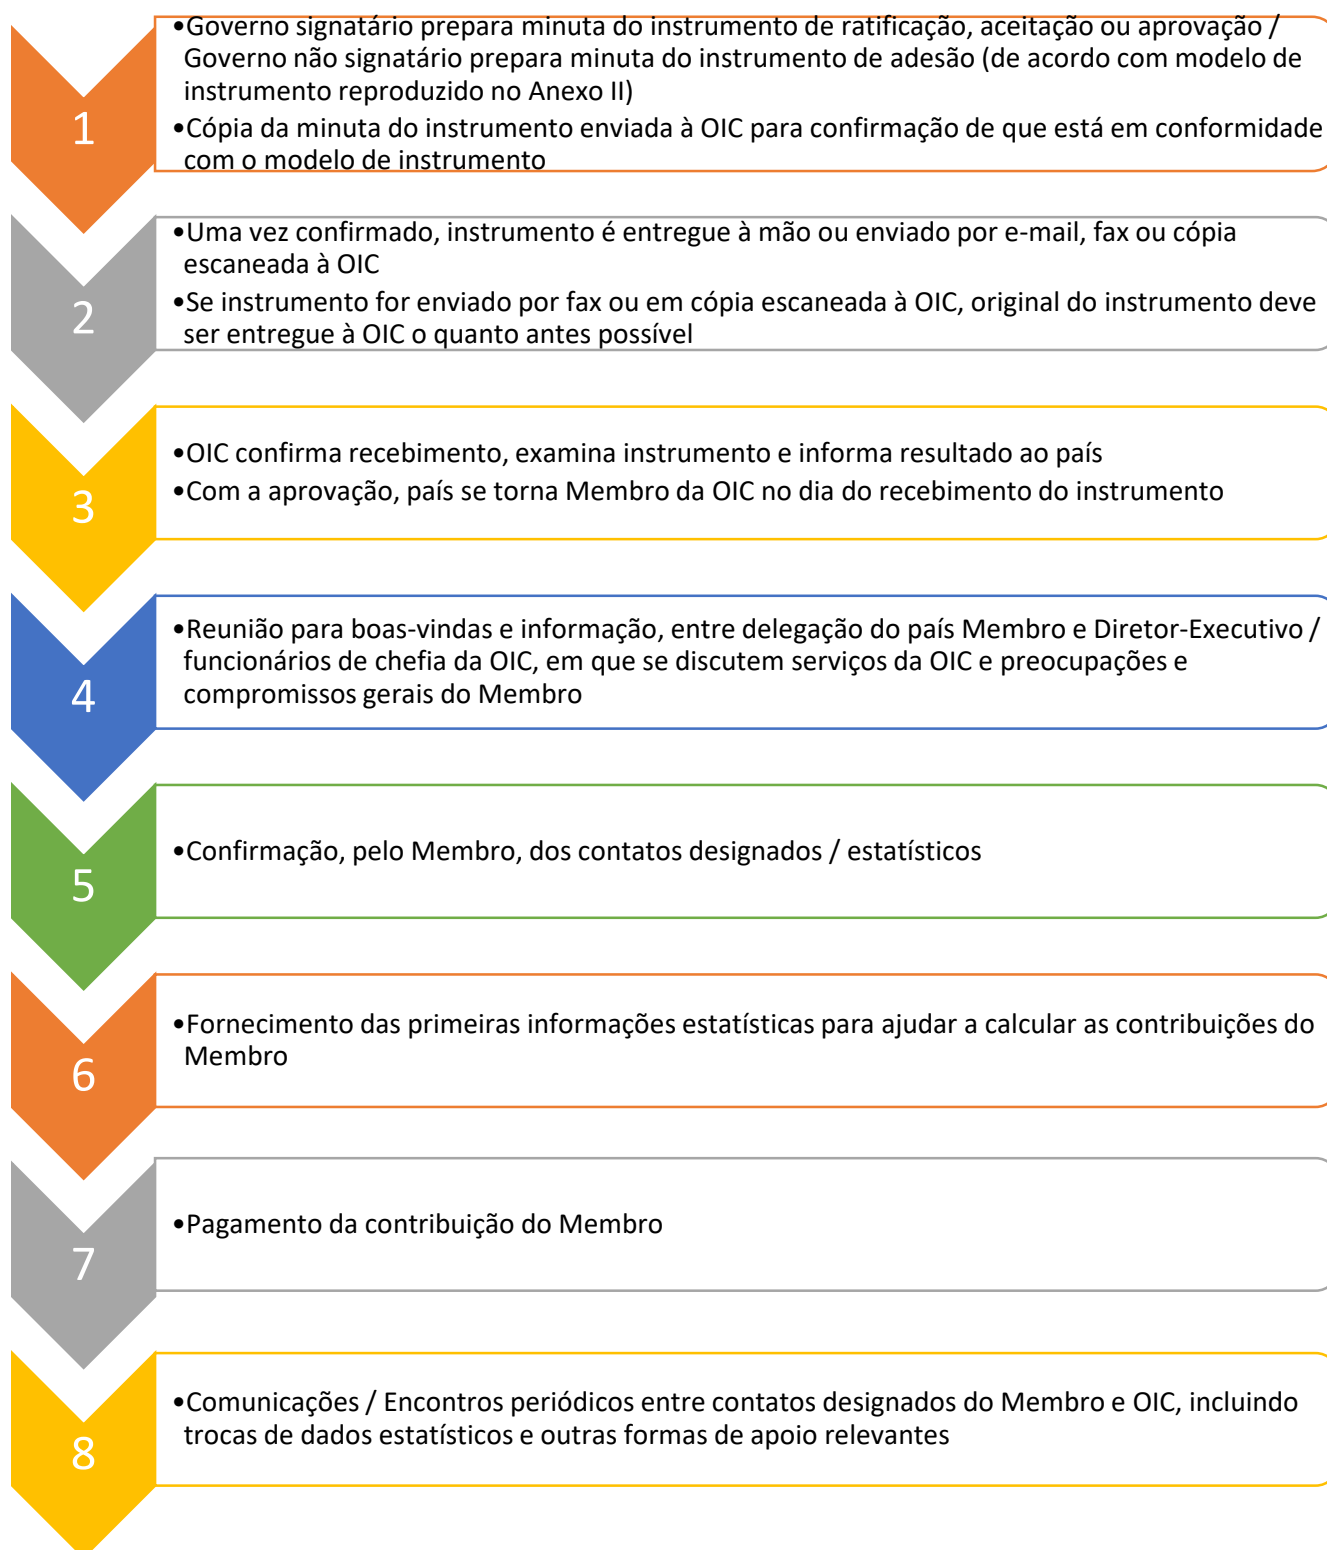 1
•Governo signatário prepara minuta do instrumento de ratificação, aceitação ou aprovação /
Governo não signatário prepara minuta do instrumento de adesão (de acordo com modelo de
instrumento reproduzido no Anexo II)
•Cópia da minuta do instrumento enviada à OIC para confirmação de que está em conformidade
com o modelo de instrumento
2
•Uma vez confirmado, instrumento é entregue à mão ou enviado por e-mail, fax ou cópia
escaneada à OIC
•Se instrumento for enviado por fax ou em cópia escaneada à OIC, original do instrumento deve
ser entregue à OIC o quanto antes possível
3
•OIC confirma recebimento, examina instrumento e informa resultado ao país
•Com a aprovação, país se torna Membro da OIC no dia do recebimento do instrumento
4
•Reunião para boas-vindas e informação, entre delegação do país Membro e Diretor-Executivo /
funcionários de chefia da OIC, em que se discutem serviços da OIC e preocupações e
compromissos gerais do Membro
5
•Confirmação, pelo Membro, dos contatos designados / estatísticos
6
•Fornecimento das primeiras informações estatísticas para ajudar a calcular as contribuições do
Membro
7
•Pagamento da contribuição do Membro
8
•Comunicações / Encontros periódicos entre contatos designados do Membro e OIC, incluindo
trocas de dados estatísticos e outras formas de apoio relevantes